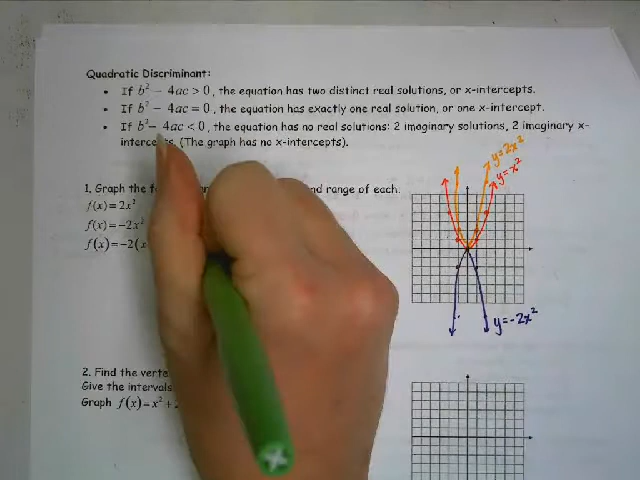 Quadratic Discriminant:
• If b² − 4ac > 0, the equation has two distinct real solutions, or x-intercepts.
• If b² − 4ac = 0, the equation has exactly one real solution, or one x-intercept.
• If b² − 4ac < 0, the equation has no real solutions: 2 imaginary solutions, 2 imaginary x-
intercepts. (The graph has no x-intercepts).
y=2x²
y=x²
1. Graph the range of each.
f(x) = 2x²
f(x) = −2x²
f(x) = −2(x
y=-2x²
2. Find the
Give the intervals
Graph f(x) = x² +